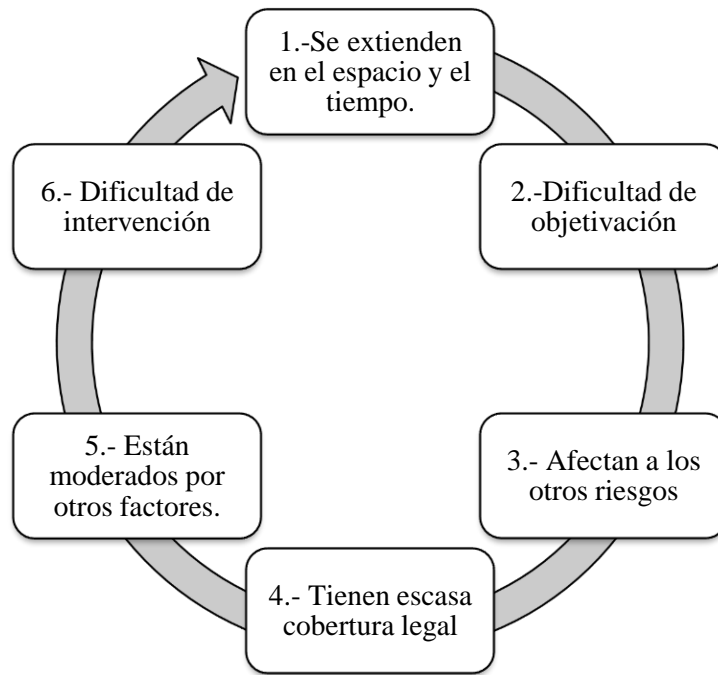 1.-Se extienden
en el espacio y el
tiempo.
2.-Dificultad de
objetivación
3.- Afectan a los
otros riesgos
4.- Tienen escasa
cobertura legal
5.- Están
moderados por
otros factores.
6.- Dificultad de
intervención